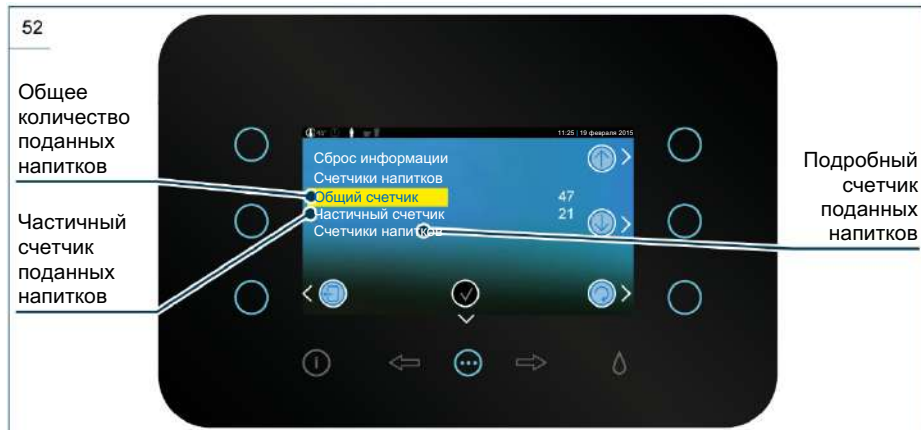 52
Общее
количество
поданных
напитков
Частичный
счетчик
поданных
напитков
45°
11:25 | 19 февраля 2015
Сброс информации
Счетчики напитков
Общий счетчик 47
Частичный счетчик 21
Счетчики напитков
Подробный
счетчик
поданных
напитков